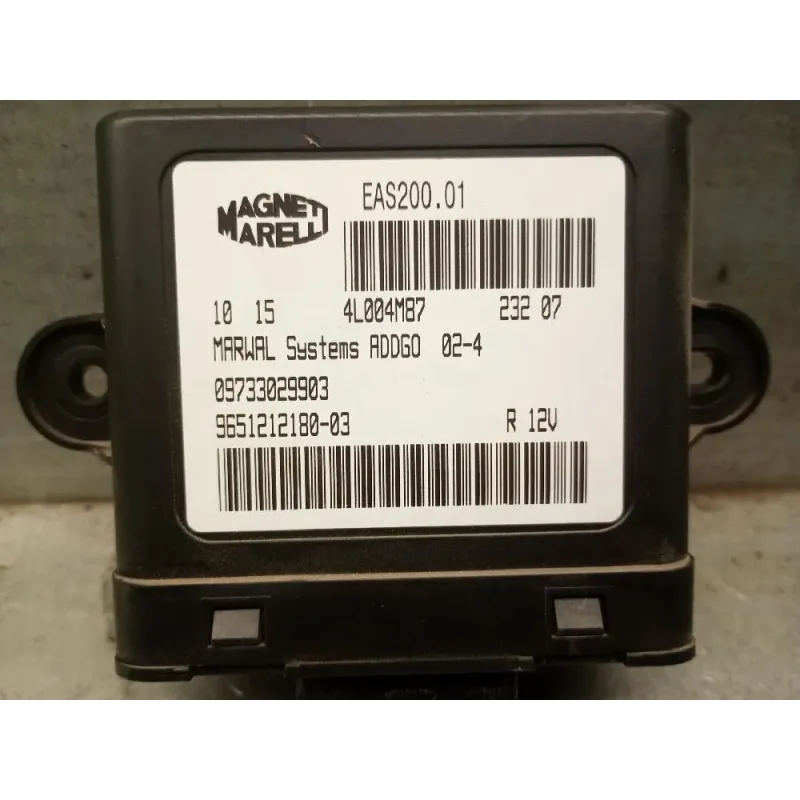 MAGNETI
MARELLI
EAS200.01
10 15 4L004M87 232 07
MARWAL Systems ADDGO 02-4
09733029903
9651212180-03 R 12V